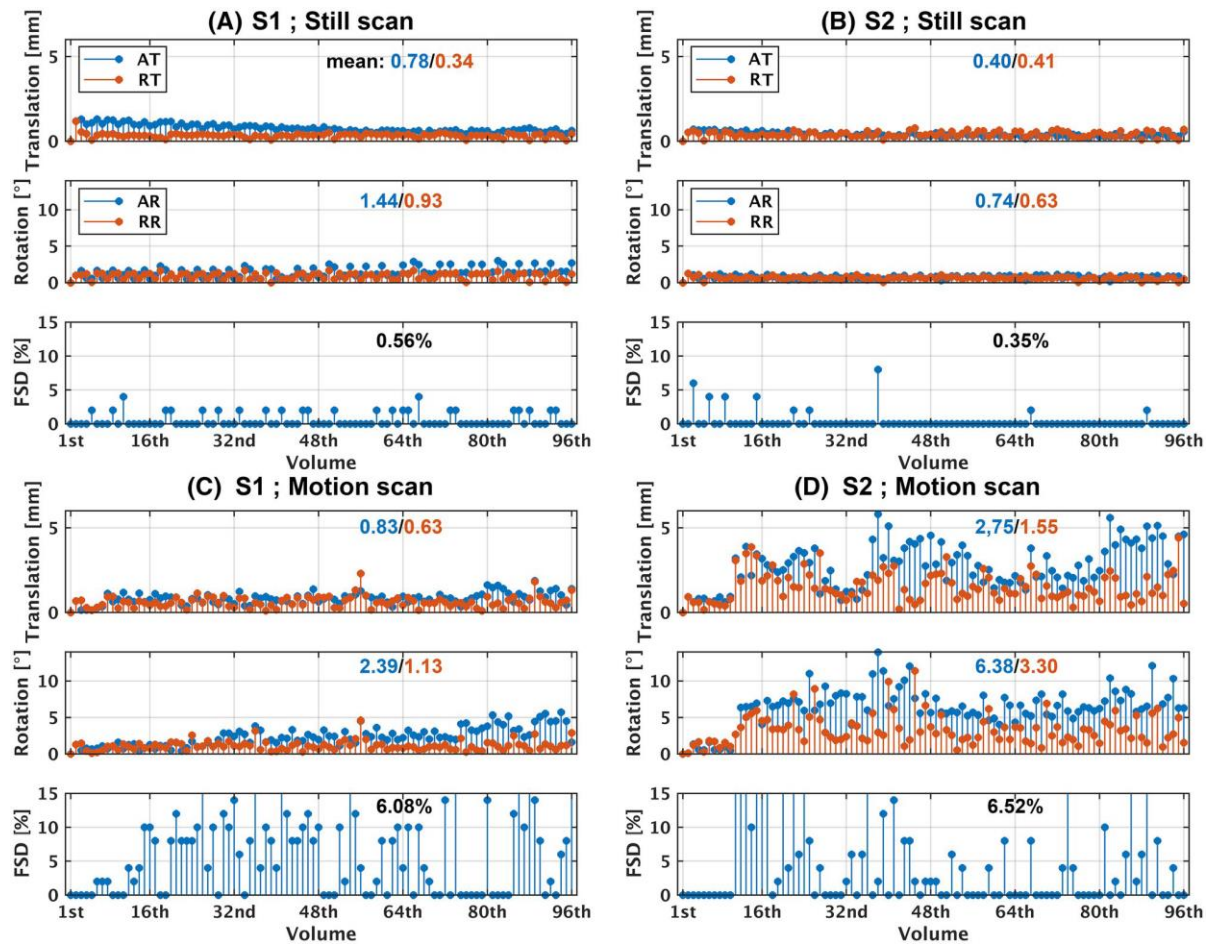 (A) S1 ; Still scan
Translation [mm]
5
0
AT
RT
mean: 0.78/0.34
Rotation [°]
10
5
0
AR
RR
1.44/0.93
FSD [%]
15
10
5
0
0.56%
1st 16th 32nd 48th 64th 80th 96th
Volume
(B) S2 ; Still scan
Translation [mm]
5
0
AT
RT
0.40/0.41
Rotation [°]
10
5
0
AR
RR
0.74/0.63
FSD [%]
15
10
5
0
0.35%
1st 16th 32nd 48th 64th 80th 96th
Volume
(C) S1 ; Motion scan
Translation [mm]
5
0
0.83/0.63
Rotation [°]
10
5
0
2.39/1.13
FSD [%]
15
10
5
0
6.08%
1st 16th 32nd 48th 64th 80th 96th
Volume
(D) S2 ; Motion scan
Translation [mm]
5
0
2,75/1.55
Rotation [°]
10
5
0
6.38/3.30
FSD [%]
15
10
5
0
6.52%
1st 16th 32nd 48th 64th 80th 96th
Volume